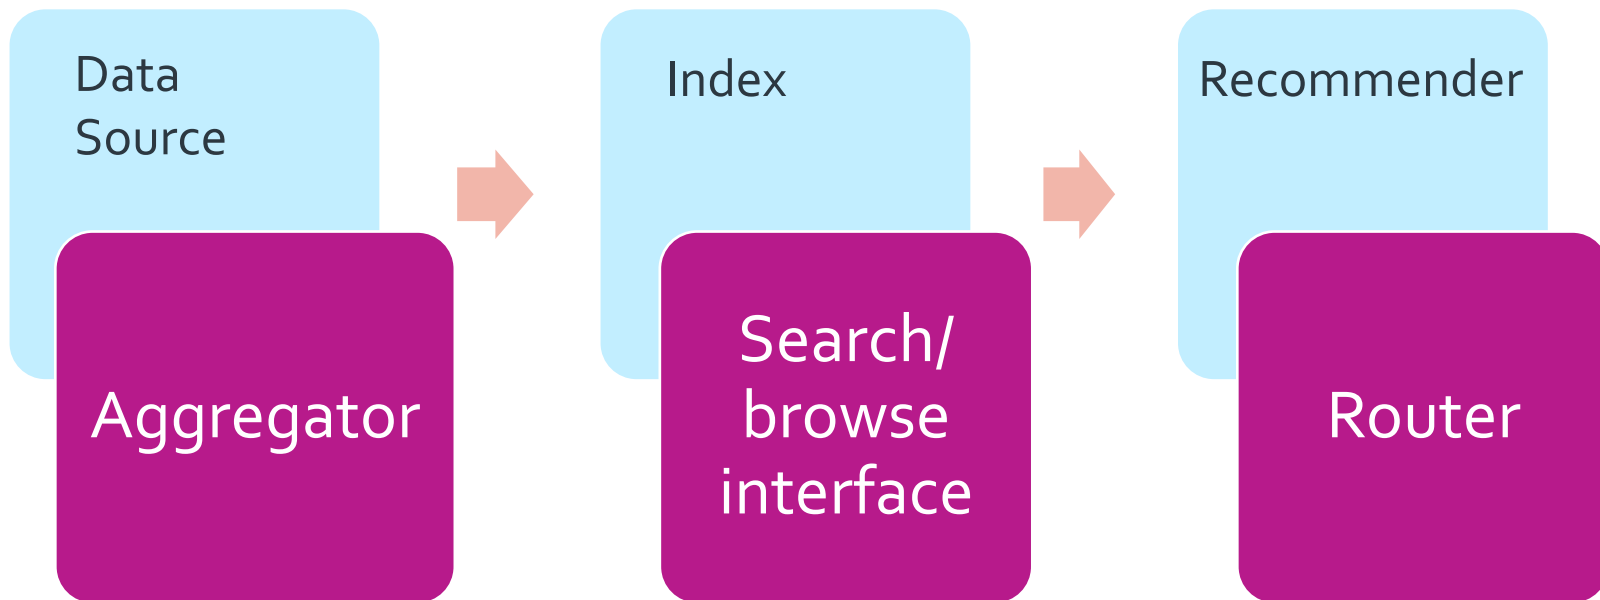 Data
Source
Aggregator
Index
Search/
browse
interface
Recommender
Router